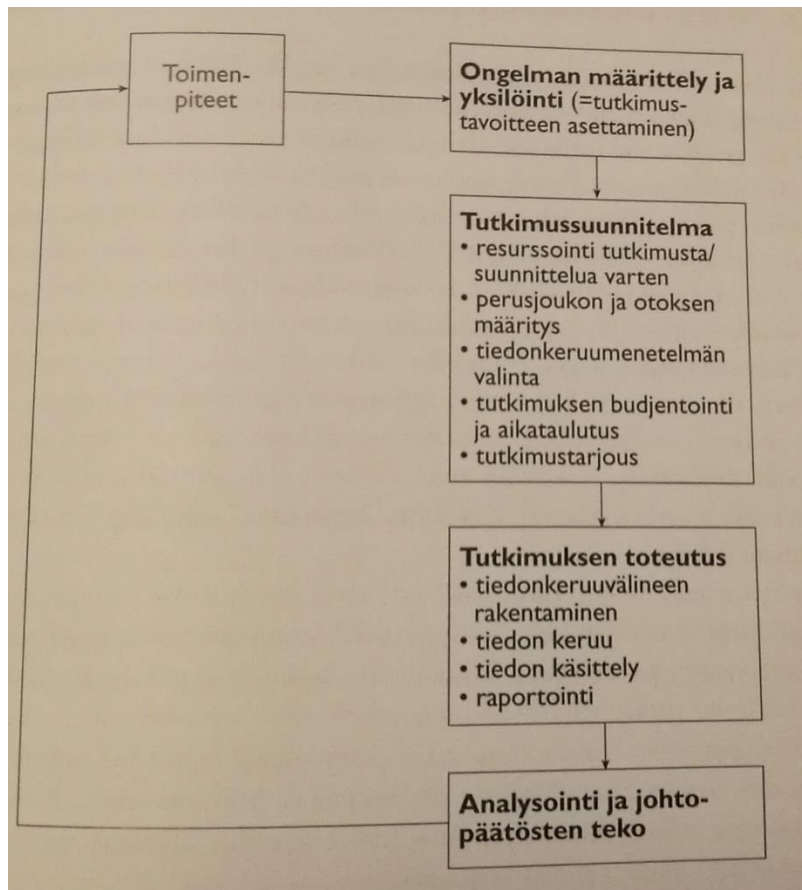 Toimen-
piteet
Ongelman määrittely ja
yksilöinti (=tutkimus-
tavoitteen asettaminen)
Tutkimussuunnitelma
• resurssointi tutkimusta/
suunnittelua varten
• perusjoukon ja otoksen
määritys
• tiedonkeruumenetelmän
valinta
• tutkimuksen budjentointi
ja aikataulutus
• tutkimustarjous
Tutkimuksen toteutus
• tiedonkeruuvälineen
rakentaminen
• tiedon keruu
• tiedon käsittely
• raportointi
Analysointi ja johto-
päätösten teko